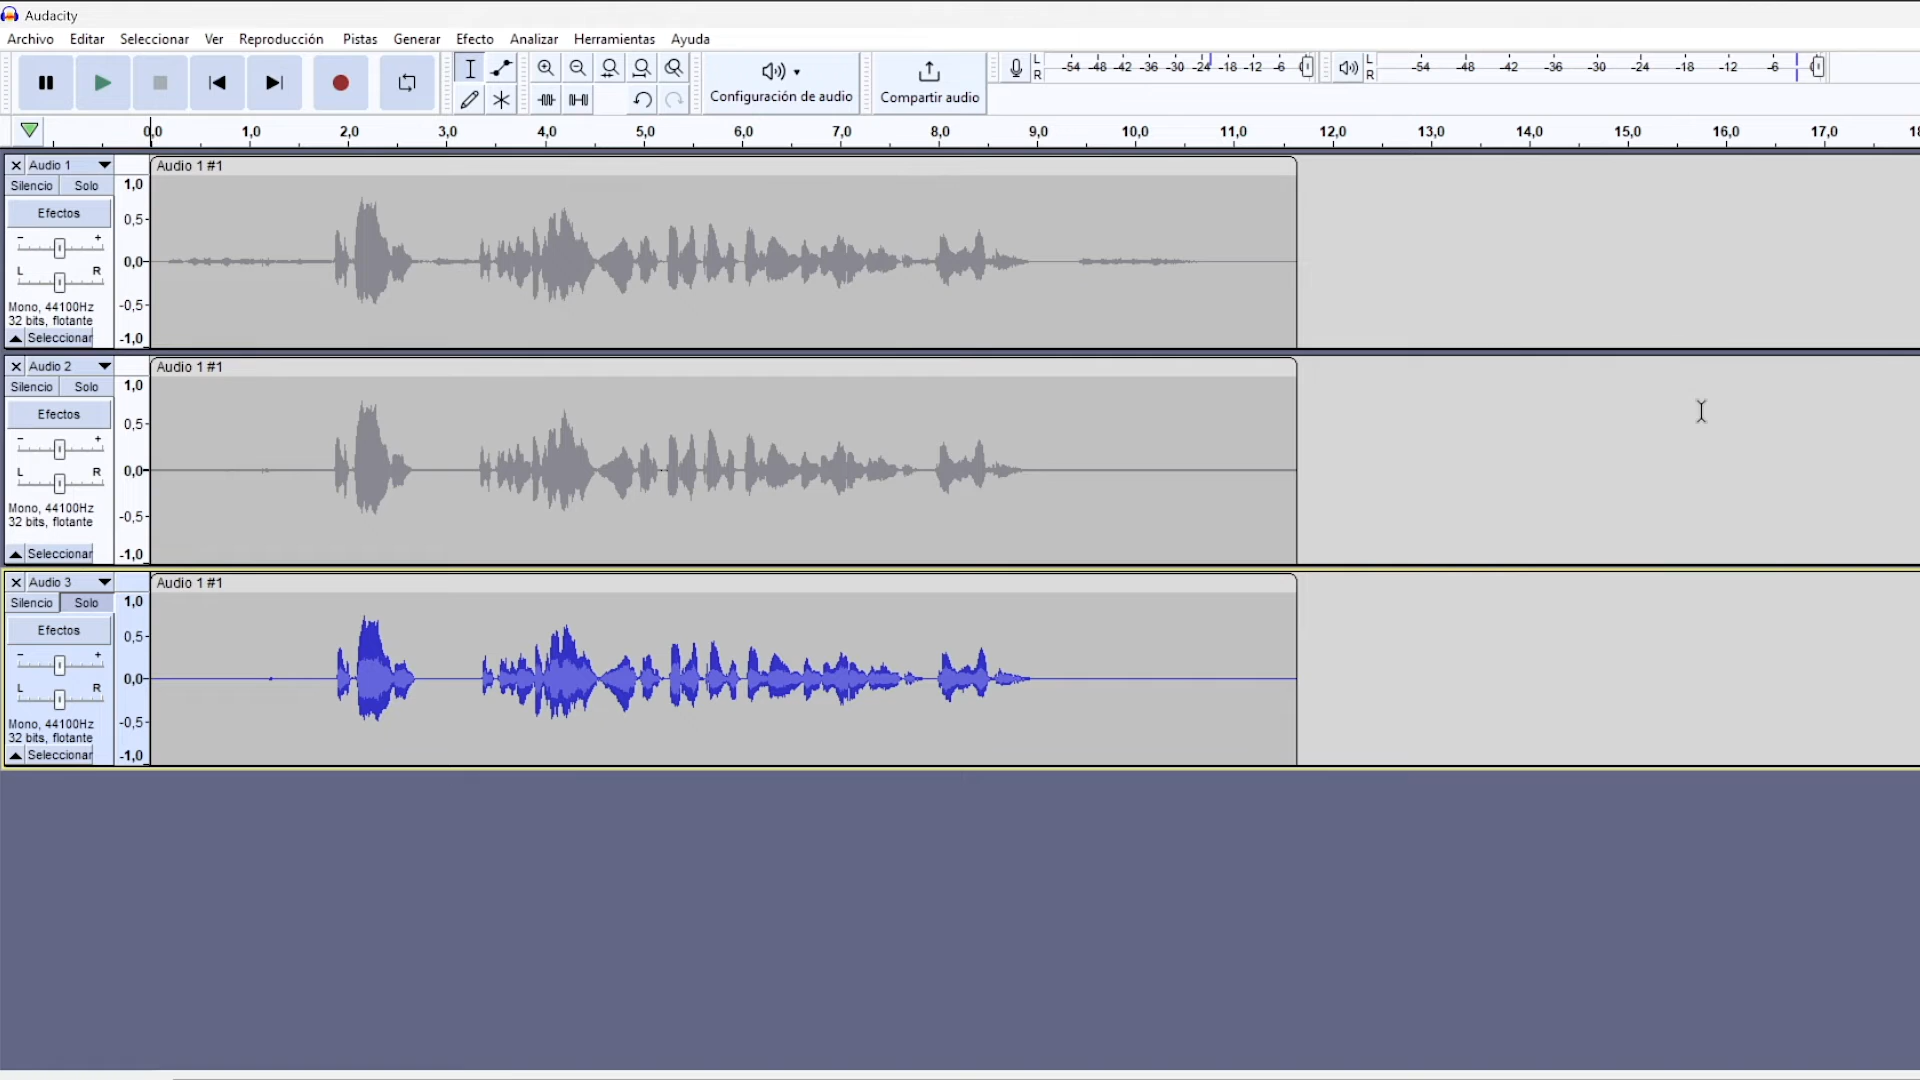 Audacity
Archivo Editar Seleccionar Ver Reproducción Pistas Generar Efecto Analizar Herramientas Ayuda
Configuración de audio
Compartir audio
L
R
-54 -48 -42 -36 -30 -24 -18 -12 -6 0
L
R
-54 -48 -42 -36 -30 -24 -18 -12 -6 0
0,0 1,0 2,0 3,0 4,0 5,0 6,0 7,0 8,0 9,0 10,0 11,0 12,0 13,0 14,0 15,0 16,0 17,0 18
Audio 1
Audio 1 #1
Silencio Solo
Efectos
- +
L R
Mono, 44100Hz
32 bits, flotante
Seleccionar
1,0
0,5
0,0
-0,5
-1,0
Audio 2
Audio 1 #1
Silencio Solo
Efectos
- +
L R
Mono, 44100Hz
32 bits, flotante
Seleccionar
1,0
0,5
0,0
-0,5
-1,0
Audio 3
Audio 1 #1
Silencio Solo
Efectos
- +
L R
Mono, 44100Hz
32 bits, flotante
Seleccionar
1,0
0,5
0,0
-0,5
-1,0